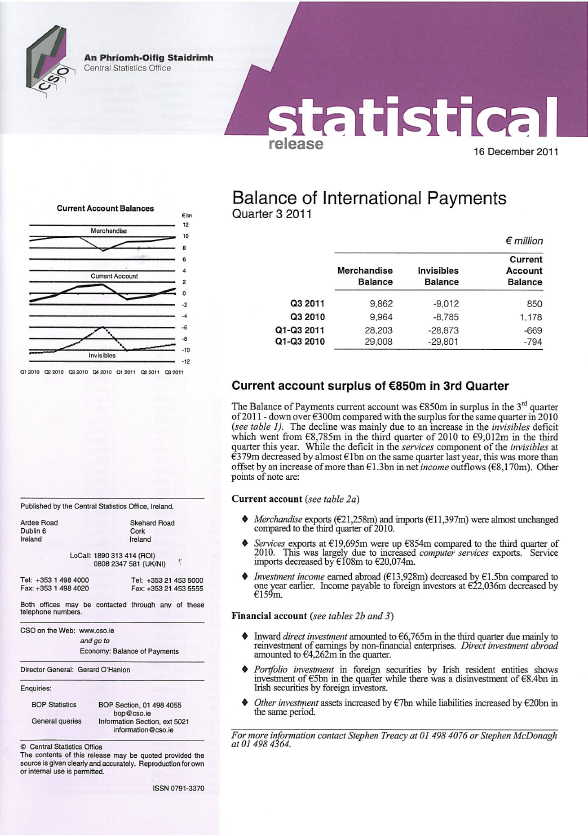 An Phríomh-Oifig Staidrimh
Central Statistics Office
CSO
statistical
release
16 December 2011
Balance of International Payments
Quarter 3 2011
Current Account Balances
€bn
Merchandise
Current Account
Invisibles
12
10
8
6
4
2
0
-2
-4
-6
-8
-10
-12
Q1 2010 Q2 2010 Q3 2010 Q4 2010 Q1 2011 Q2 2011 Q3 2011
€ million
Merchandise Balance Invisibles Balance Current Account Balance
Q3 2011 9,862 -9,012 850
Q3 2010 9,964 -8,785 1,178
Q1-Q3 2011 28,203 -28,873 -669
Q1-Q3 2010 29,008 -29,801 -794
Current account surplus of €850m in 3rd Quarter
The Balance of Payments current account was €850m in surplus in the 3rd quarter
of 2011 - down over €300m compared with the surplus for the same quarter in 2010
(see table 1). The decline was mainly due to an increase in the invisibles deficit
which went from €8,785m in the third quarter of 2010 to €9,012m in the third
quarter this year. While the deficit in the services component of the invisibles at
€379m decreased by almost €1bn on the same quarter last year, this was more than
offset by an increase of more than €1.3bn in net income outflows (€8,170m). Other
points of note are:
Current account (see table 2a)
♦ Merchandise exports (€21,258m) and imports (€11,397m) were almost unchanged
compared to the third quarter of 2010.
♦ Services exports at €19,695m were up €854m compared to the third quarter of
2010. This was largely due to increased computer services exports. Service
imports decreased by €108m to €20,074m.
♦ Investment income earned abroad (€13,928m) decreased by €1.5bn compared to
one year earlier. Income payable to foreign investors at €22,036m decreased by
€159m.
Financial account (see tables 2b and 3)
♦ Inward direct investment amounted to €6,765m in the third quarter due mainly to
reinvestment of earnings by non-financial enterprises. Direct investment abroad
amounted to €4,262m in the quarter.
♦ Portfolio investment in foreign securities by Irish resident entities shows
investment of €5bn in the quarter while there was a disinvestment of €8.4bn in
Irish securities by foreign investors.
♦ Other investment assets increased by €7bn while liabilities increased by €20bn in
the same period.
For more information contact Stephen Treacy at 01 498 4076 or Stephen McDonagh
at 01 498 4364.
Published by the Central Statistics Office, Ireland.
Ardee Road Skehard Road
Dublin 6 Cork
Ireland Ireland
LoCall: 1890 313 414 (ROI)
0808 2347 581 (UK/NI)
Tel: +353 1 498 4000 Tel: +353 21 453 5000
Fax: +353 1 498 4020 Fax: +353 21 453 5555
Both offices may be contacted through any of these
telephone numbers.
CSO on the Web: www.cso.ie
and go to
Economy: Balance of Payments
Director General: Gerard O'Hanlon
Enquiries:
BOP Statistics BOP Section, 01 498 4055
bop@cso.ie
General queries Information Section, ext 5021
information@cso.ie
© Central Statistics Office
The contents of this release may be quoted provided the
source is given clearly and accurately. Reproduction for own
or internal use is permitted.
ISSN 0791-3370